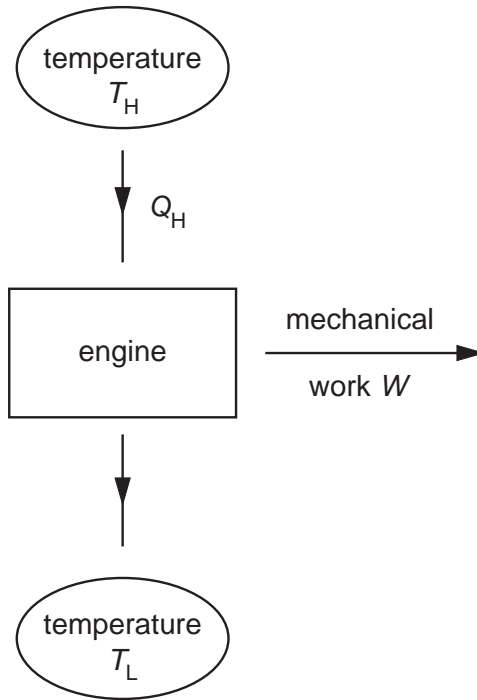 temperature
T_H
Q_H
engine
mechanical
work W
temperature
T_L